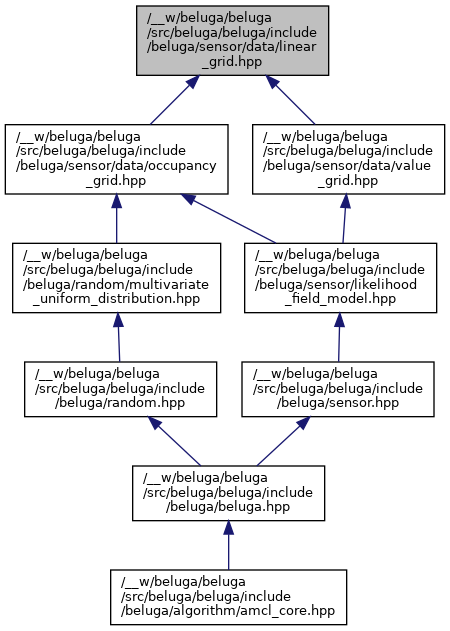 /__w/beluga/beluga
/src/beluga/beluga/include
/beluga/sensor/data/linear
_grid.hpp
/__w/beluga/beluga
/src/beluga/beluga/include
/beluga/sensor/data/occupancy
_grid.hpp
/__w/beluga/beluga
/src/beluga/beluga/include
/beluga/sensor/data/value
_grid.hpp
/__w/beluga/beluga
/src/beluga/beluga/include
/beluga/random/multivariate
_uniform_distribution.hpp
/__w/beluga/beluga
/src/beluga/beluga/include
/beluga/sensor/likelihood
_field_model.hpp
/__w/beluga/beluga
/src/beluga/beluga/include
/beluga/random.hpp
/__w/beluga/beluga
/src/beluga/beluga/include
/beluga/sensor.hpp
/__w/beluga/beluga
/src/beluga/beluga/include
/beluga/beluga.hpp
/__w/beluga/beluga
/src/beluga/beluga/include
/beluga/algorithm/amcl_core.hpp